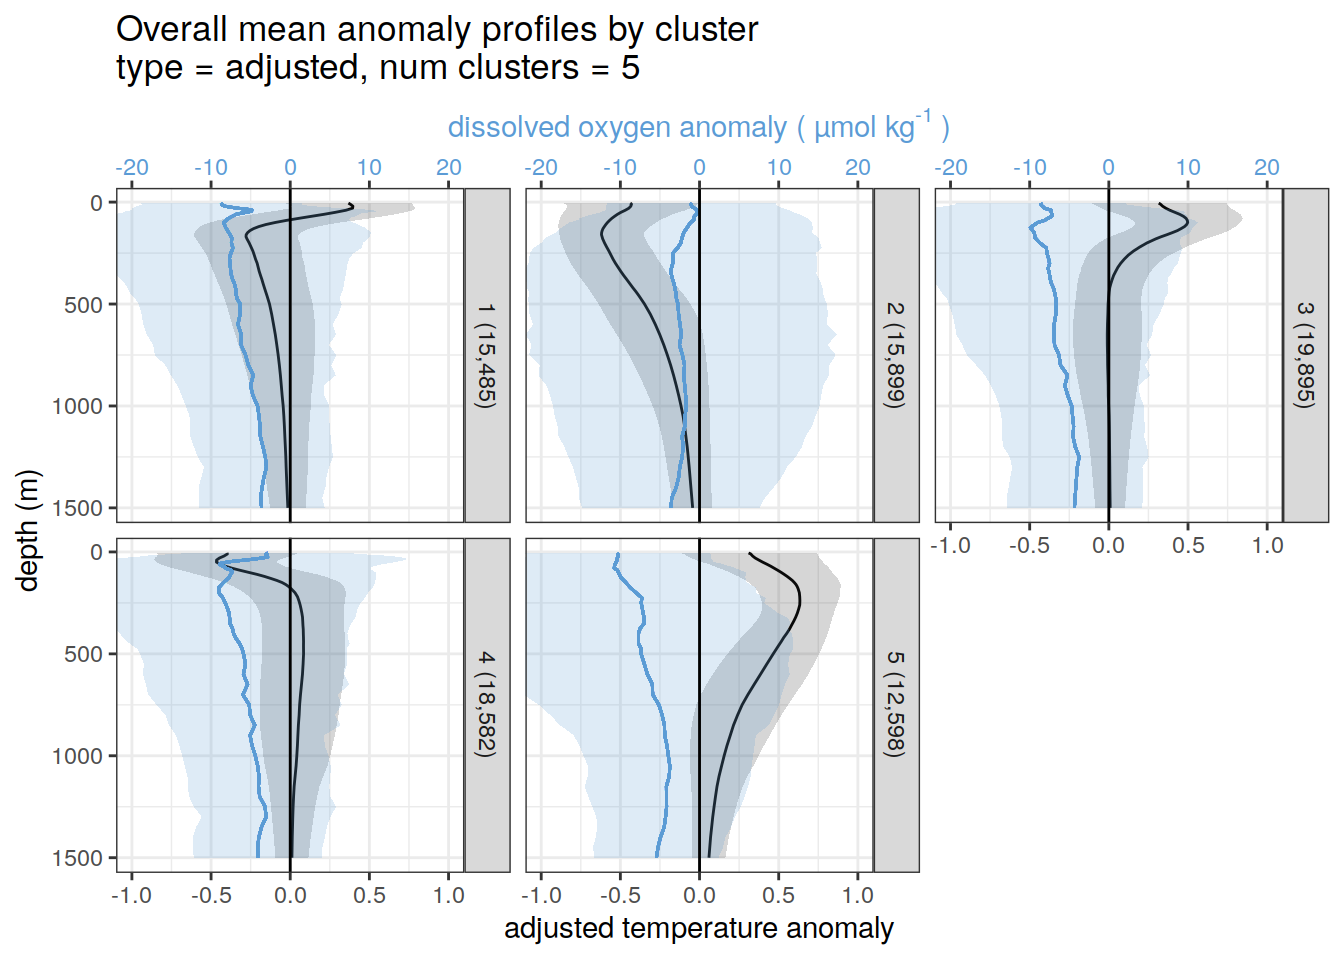 Overall mean anomaly profiles by cluster
type = adjusted, num clusters = 5
dissolved oxygen anomaly ( µmol kg-1 )
-20 -10 0 10 20 -20 -10 0 10 20 -20 -10 0 10 20
0
500
1000
1500
1 (15,485)
2 (15,899)
3 (19,895)
-1.0 -0.5 0.0 0.5 1.0
depth (m)
0
500
1000
1500
4 (18,582)
5 (12,598)
-1.0 -0.5 0.0 0.5 1.0 -1.0 -0.5 0.0 0.5 1.0
adjusted temperature anomaly